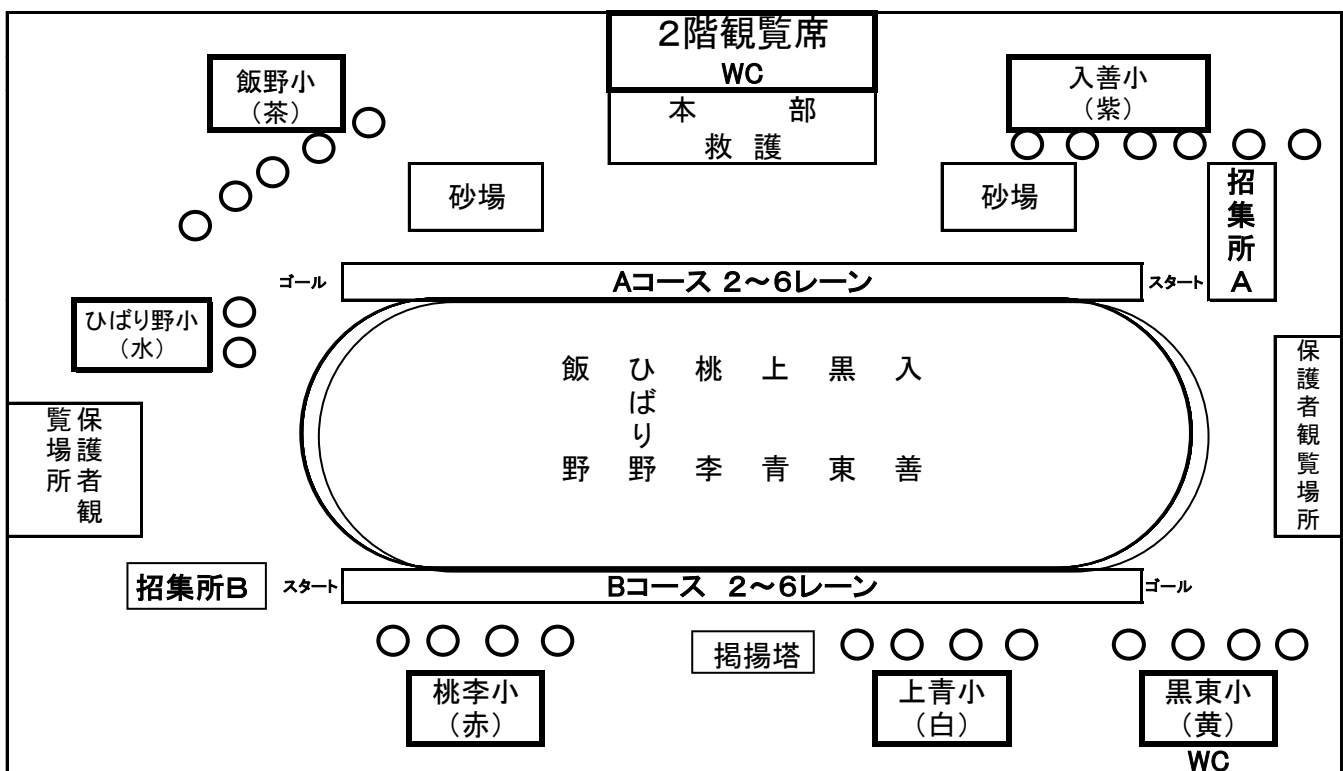 2階観覧席
WC
本　　部
救　護
飯野小
（茶）
入善小
（紫）
砂場
砂場
招集所A
ゴール
Aコース ２～６レーン
スタート
ひばり野小
（水）
飯野
ひばり野
桃李
上青
黒東
入善
保護者観
覧場所
保護者観覧場所
招集所B
スタート
Bコース　２～６レーン
ゴール
掲揚塔
桃李小
（赤）
上青小
（白）
黒東小
（黄）
WC